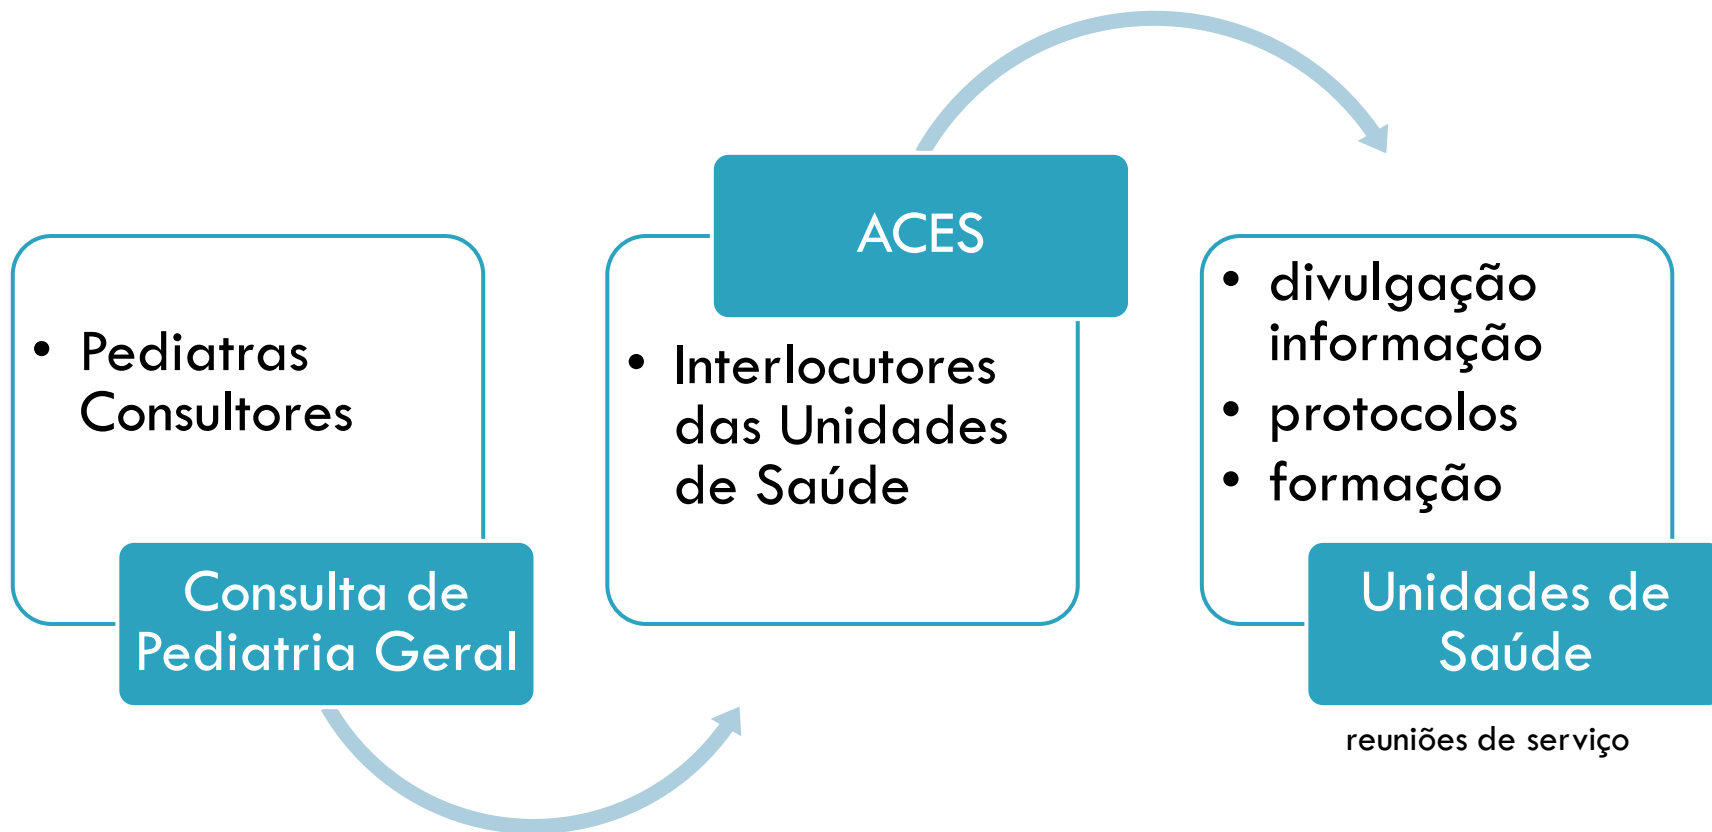 • Pediatras
Consultores
Consulta de
Pediatria Geral
ACES
• Interlocutores
das Unidades
de Saúde
• divulgação
informação
• protocolos
• formação
Unidades de
Saúde
reuniões de serviço